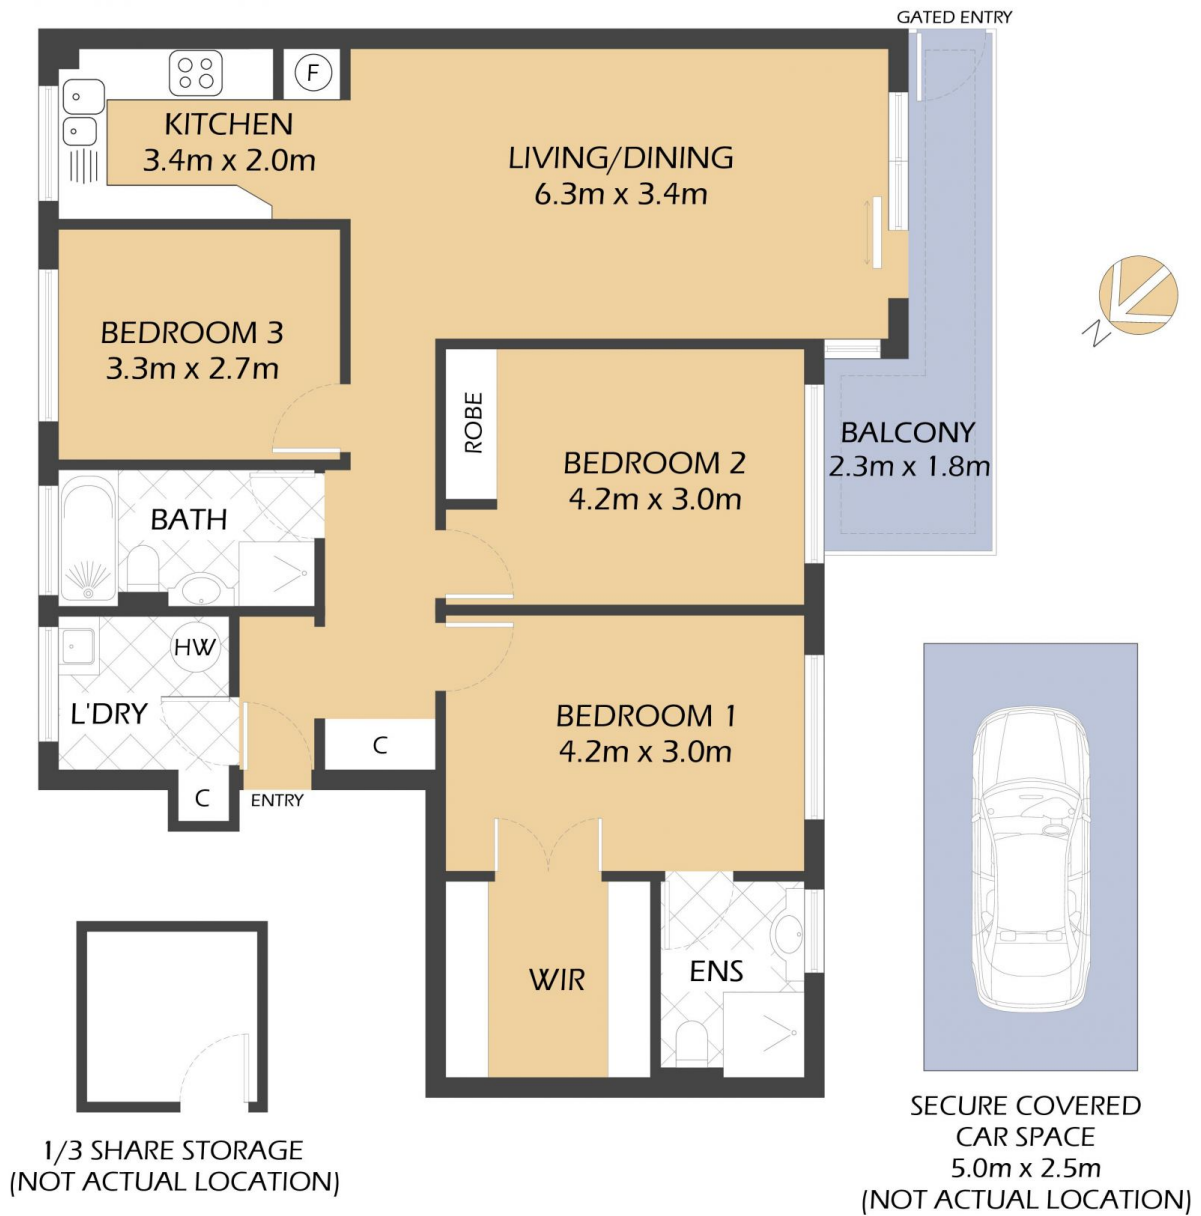 GATED ENTRY
F
KITCHEN
3.4m x 2.0m
LIVING/DINING
6.3m x 3.4m
BEDROOM 3
3.3m x 2.7m
N
ROBE
BEDROOM 2
4.2m x 3.0m
BALCONY
2.3m x 1.8m
BATH
HW
L'DRY
BEDROOM 1
4.2m x 3.0m
C
C
ENTRY
WIR
ENS
1/3 SHARE STORAGE
(NOT ACTUAL LOCATION)
SECURE COVERED
CAR SPACE
5.0m x 2.5m
(NOT ACTUAL LOCATION)